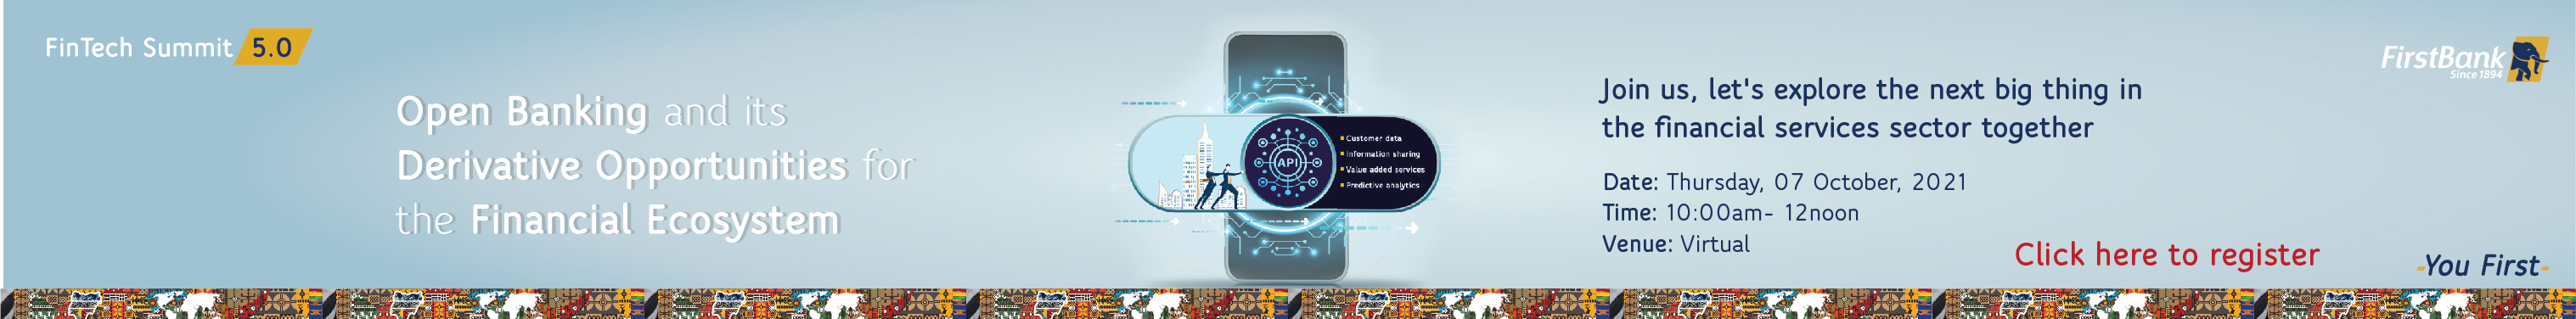 FinTech Summit 5.0
Open Banking and its
Derivative Opportunities for
the Financial Ecosystem
API
Customer data
Information sharing
Value added services
Predictive analytics
Join us, let's explore the next big thing in
the financial services sector together
Date: Thursday, 07 October, 2021
Time: 10:00am- 12noon
Venue: Virtual
Click here to register
FirstBank
Since 1894
-You First-